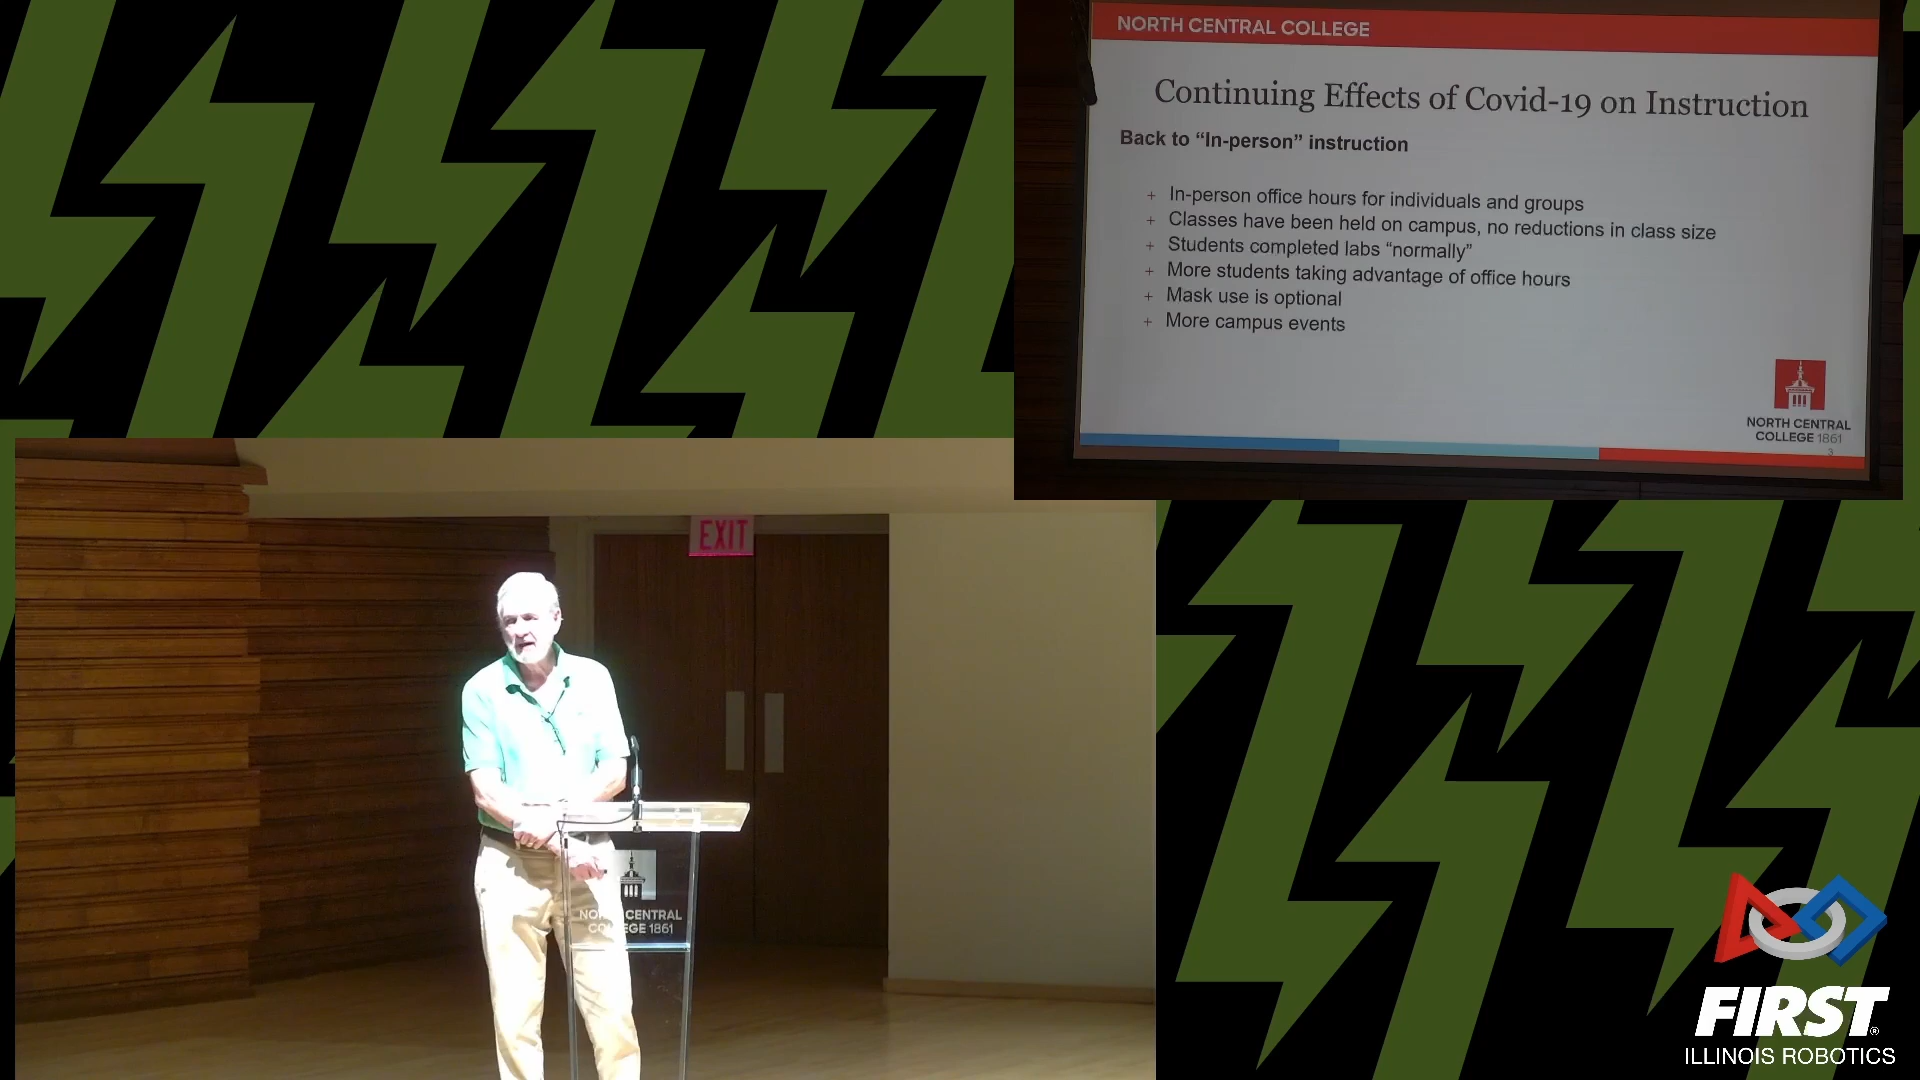 NORTH CENTRAL COLLEGE
Continuing Effects of Covid-19 on Instruction
Back to “In-person” instruction
+ In-person office hours for individuals and groups
+ Classes have been held on campus, no reductions in class size
+ Students completed labs “normally”
+ More students taking advantage of office hours
+ Mask use is optional
+ More campus events
NORTH CENTRAL
COLLEGE 1861
3
EXIT
NORTH CENTRAL
COLLEGE 1861
FIRST®
ILLINOIS ROBOTICS